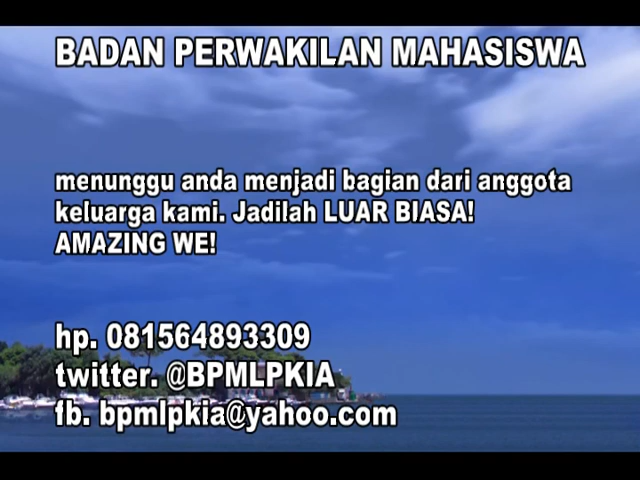 BADAN PERWAKILAN MAHASISWA
menunggu anda menjadi bagian dari anggota
keluarga kami. Jadilah LUAR BIASA!
AMAZING WE!
hp. 081564893309
twitter. @BPMLPKIA
fb. bpmlpkia@yahoo.com